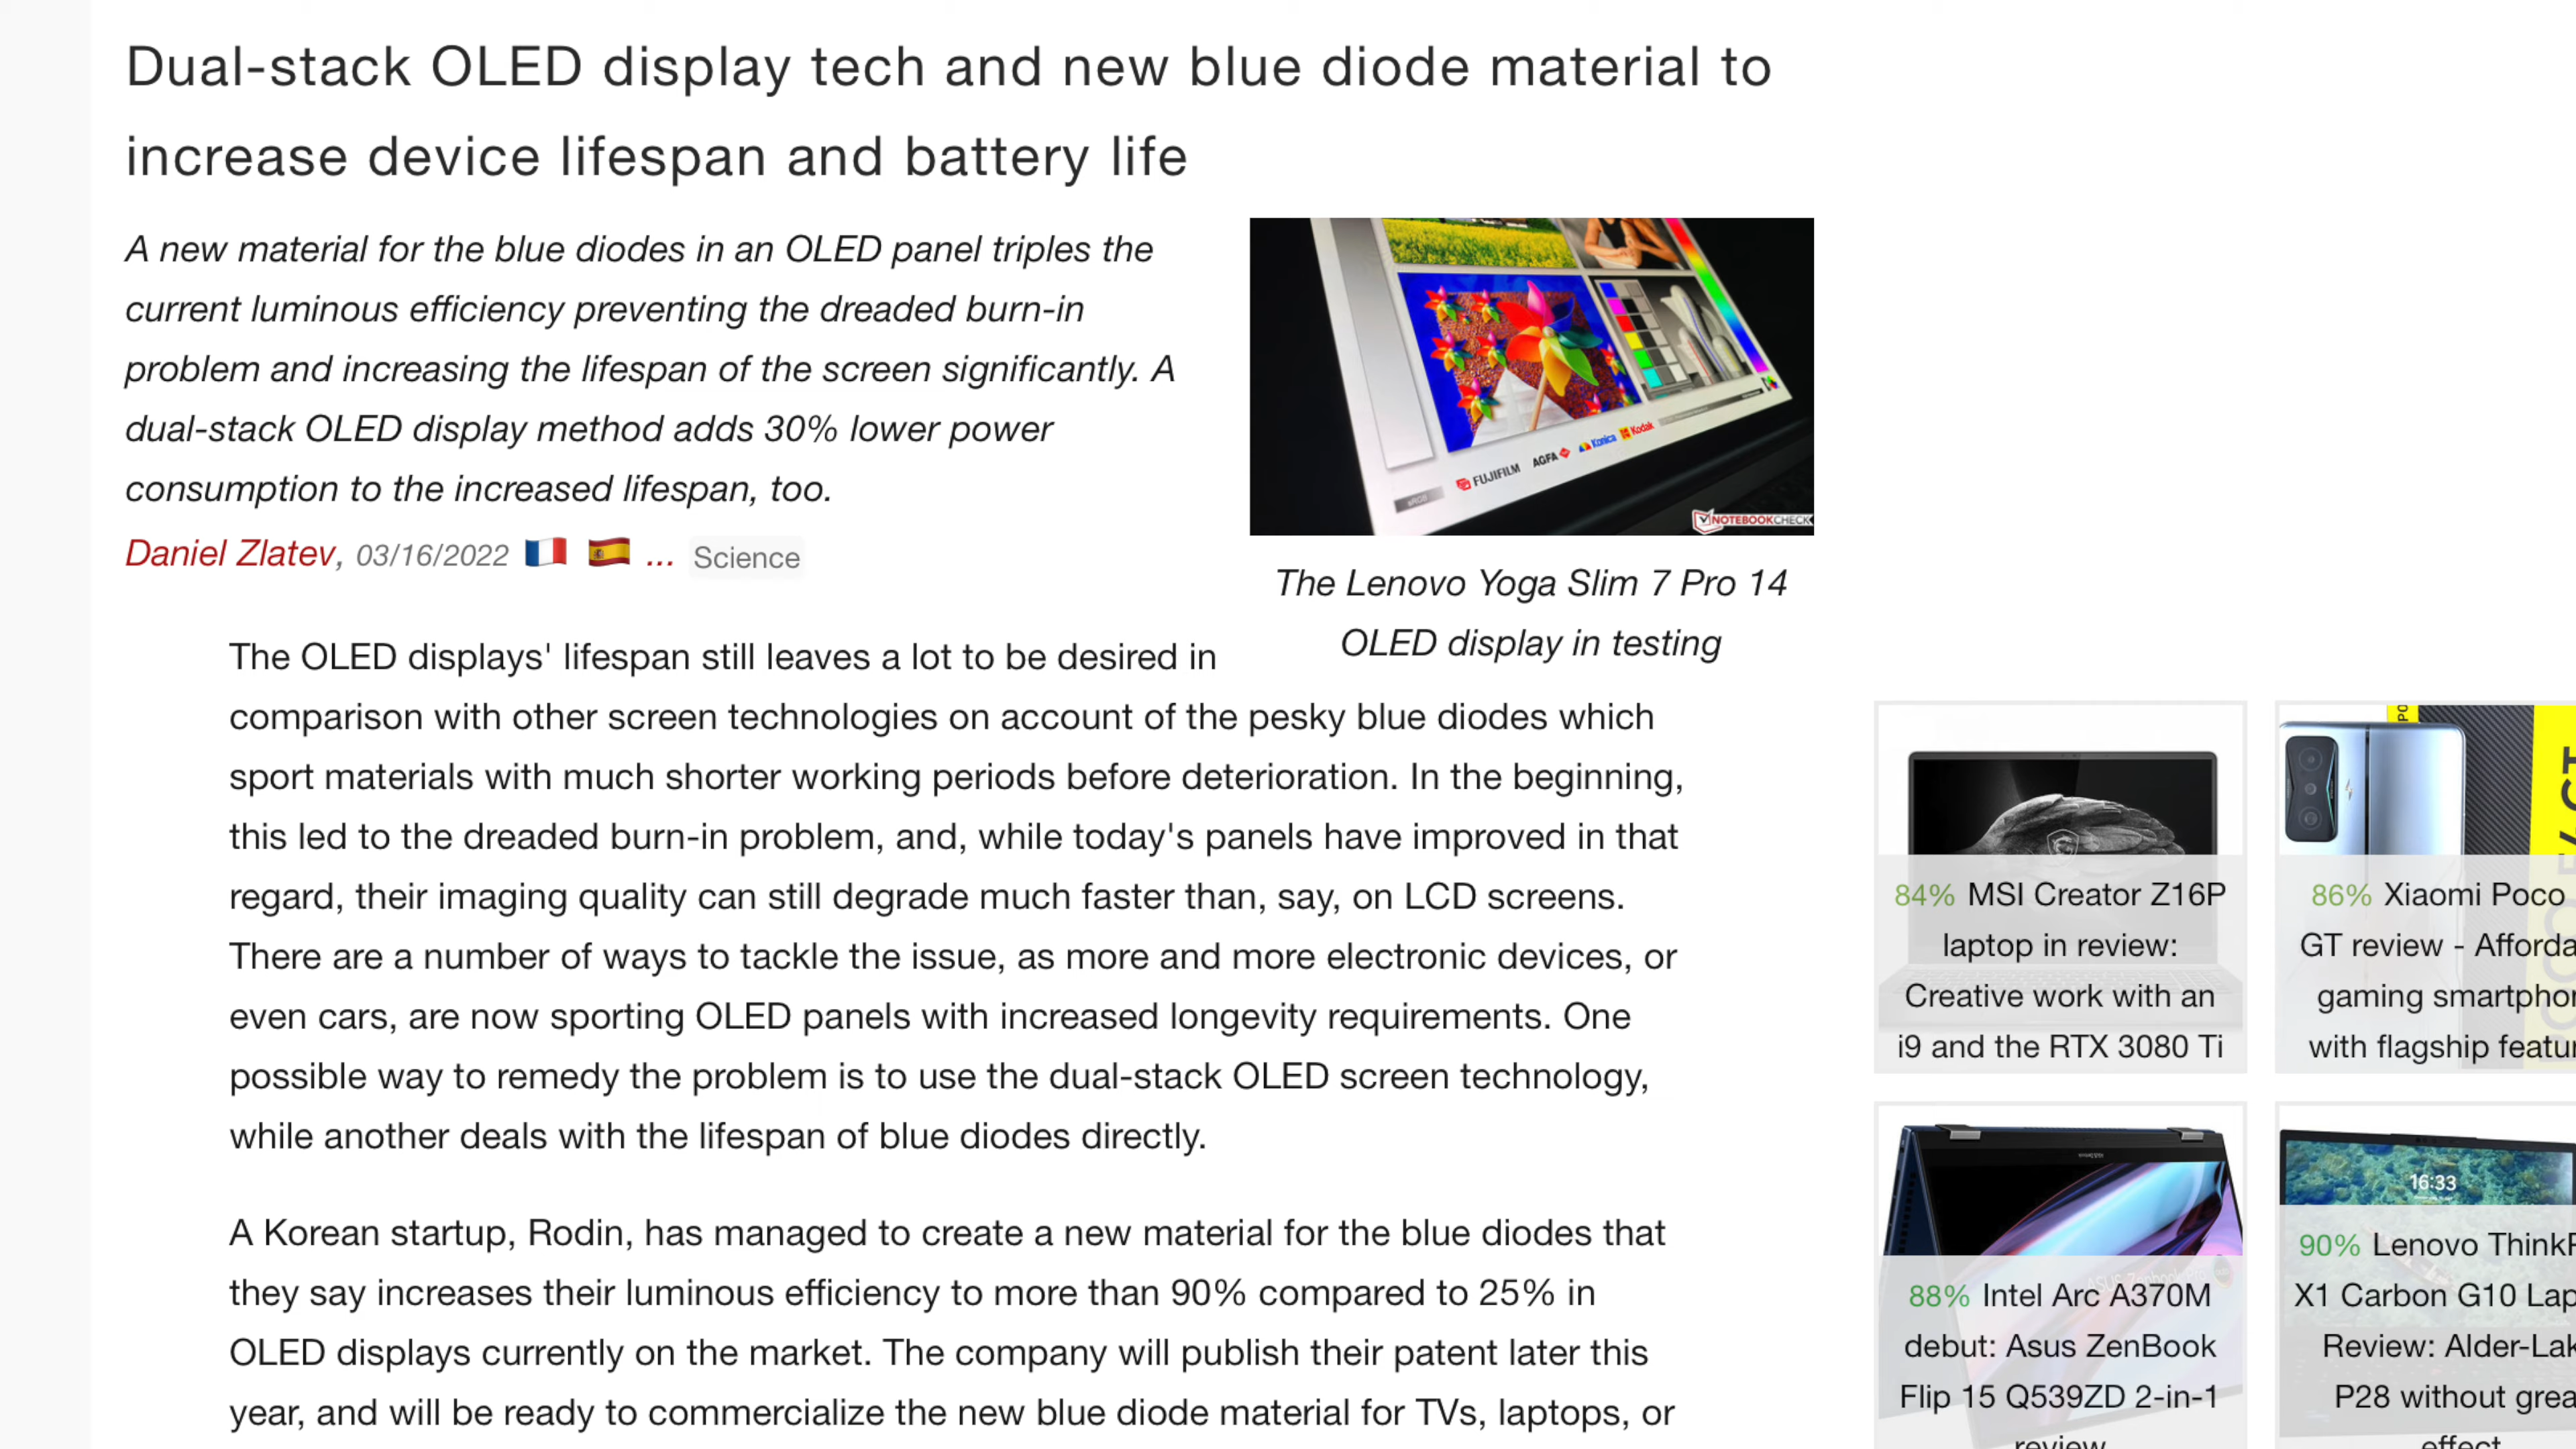 Dual-stack OLED display tech and new blue diode material to
increase device lifespan and battery life
A new material for the blue diodes in an OLED panel triples the
current luminous efficiency preventing the dreaded burn-in
problem and increasing the lifespan of the screen significantly. A
dual-stack OLED display method adds 30% lower power
consumption to the increased lifespan, too.
Daniel Zlatev, 03/16/2022 ... Science
FUJIFILM AGFA Konica Kodak
sRGB
NOTEBOOKCHECK
The Lenovo Yoga Slim 7 Pro 14
OLED display in testing
The OLED displays' lifespan still leaves a lot to be desired in
comparison with other screen technologies on account of the pesky blue diodes which
sport materials with much shorter working periods before deterioration. In the beginning,
this led to the dreaded burn-in problem, and, while today's panels have improved in that
regard, their imaging quality can still degrade much faster than, say, on LCD screens.
There are a number of ways to tackle the issue, as more and more electronic devices, or
even cars, are now sporting OLED panels with increased longevity requirements. One
possible way to remedy the problem is to use the dual-stack OLED screen technology,
while another deals with the lifespan of blue diodes directly.
A Korean startup, Rodin, has managed to create a new material for the blue diodes that
they say increases their luminous efficiency to more than 90% compared to 25% in
OLED displays currently on the market. The company will publish their patent later this
year, and will be ready to commercialize the new blue diode material for TVs, laptops, or
84% MSI Creator Z16P
laptop in review:
Creative work with an
i9 and the RTX 3080 Ti
86% Xiaomi Poco
GT review - Afforda
gaming smartphon
with flagship featur
88% Intel Arc A370M
debut: Asus ZenBook
Flip 15 Q539ZD 2-in-1
review
16:33
90% Lenovo ThinkP
X1 Carbon G10 Lap
Review: Alder-Lak
P28 without grea
effect